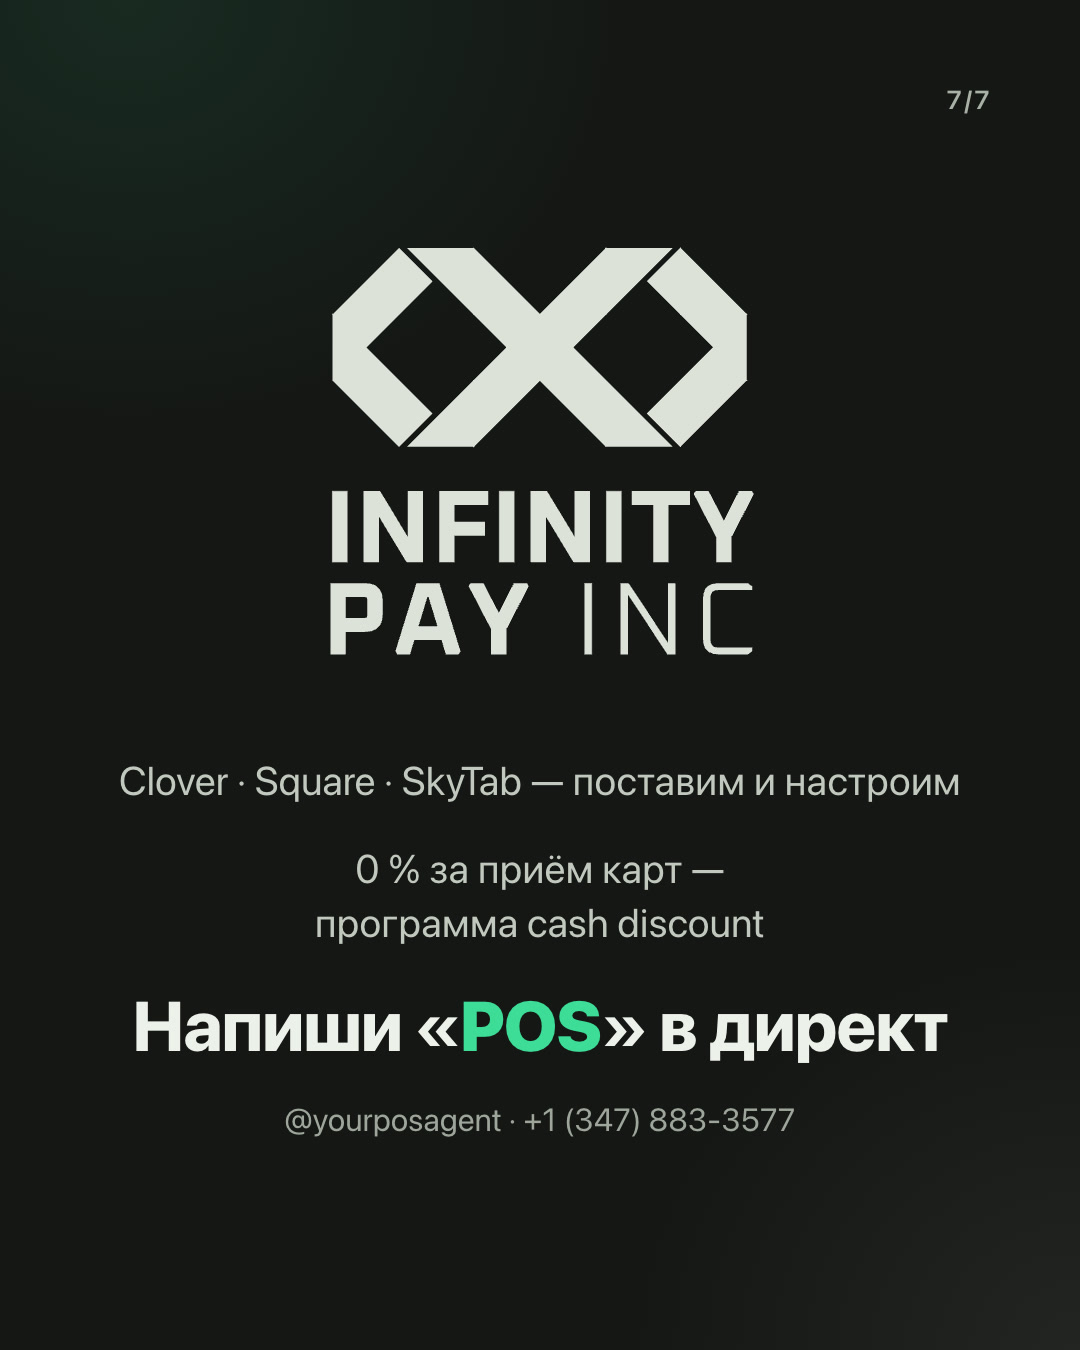 7/7
INFINITY
PAY INC
Clover · Square · SkyTab — поставим и настроим
0 % за приём карт —
программа cash discount
Напиши «POS» в директ
@yourposagent · +1 (347) 883-3577